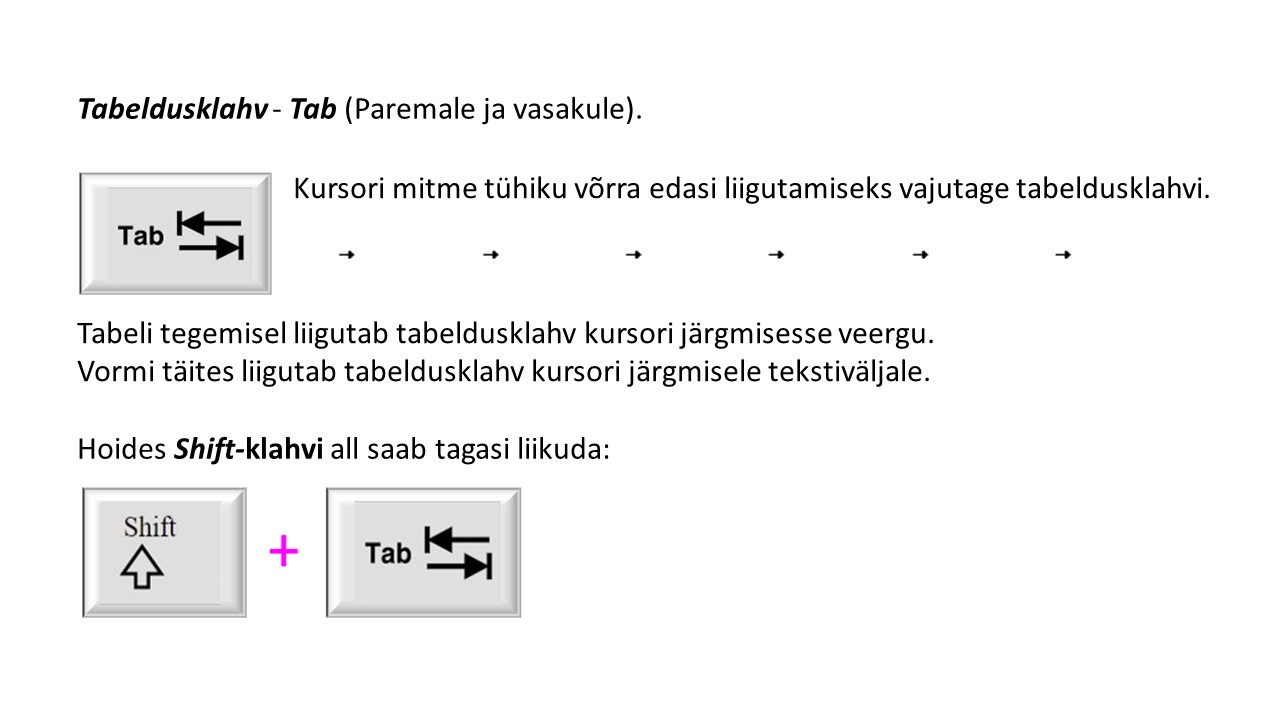 Tabeldusklahv - Tab (Paremale ja vasakule).
Kursori mitme tühiku võrra edasi liigutamiseks vajutage tabeldusklahvi.
Tab
→ → → → → →
Tabeli tegemisel liigutab tabeldusklahv kursori järgmisesse veergu.
Vormi täites liigutab tabeldusklahv kursori järgmisele tekstiväljale.
Hoides Shift-klahvi all saab tagasi liikuda:
Shift
+
Tab